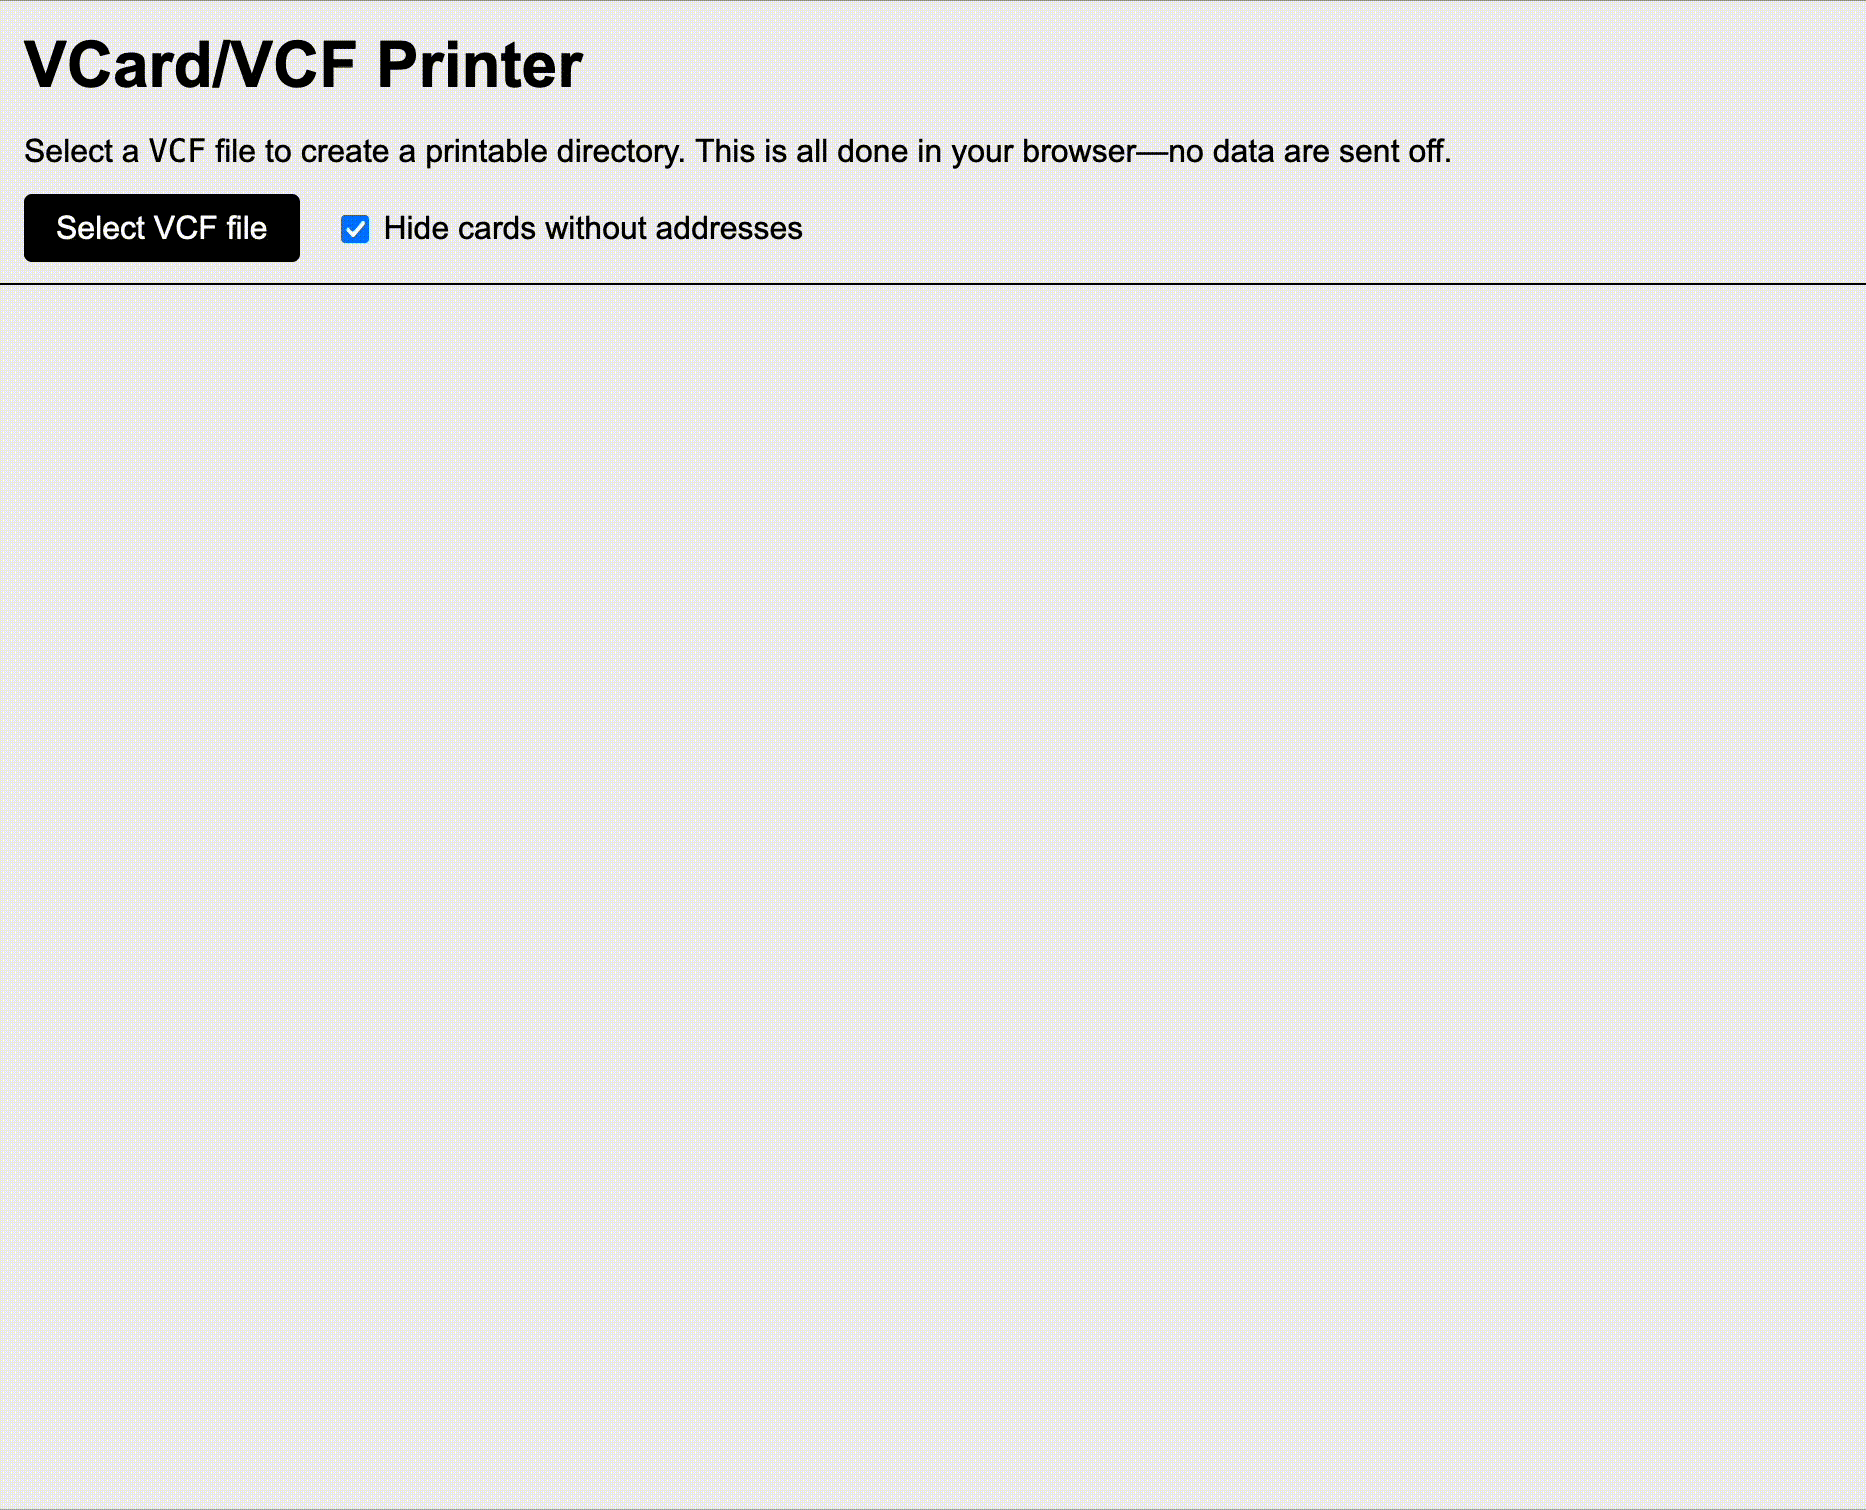 VCard/VCF Printer
Select a VCF file to create a printable directory. This is all done in your browser—no data are sent off.
Select VCF file
Hide cards without addresses